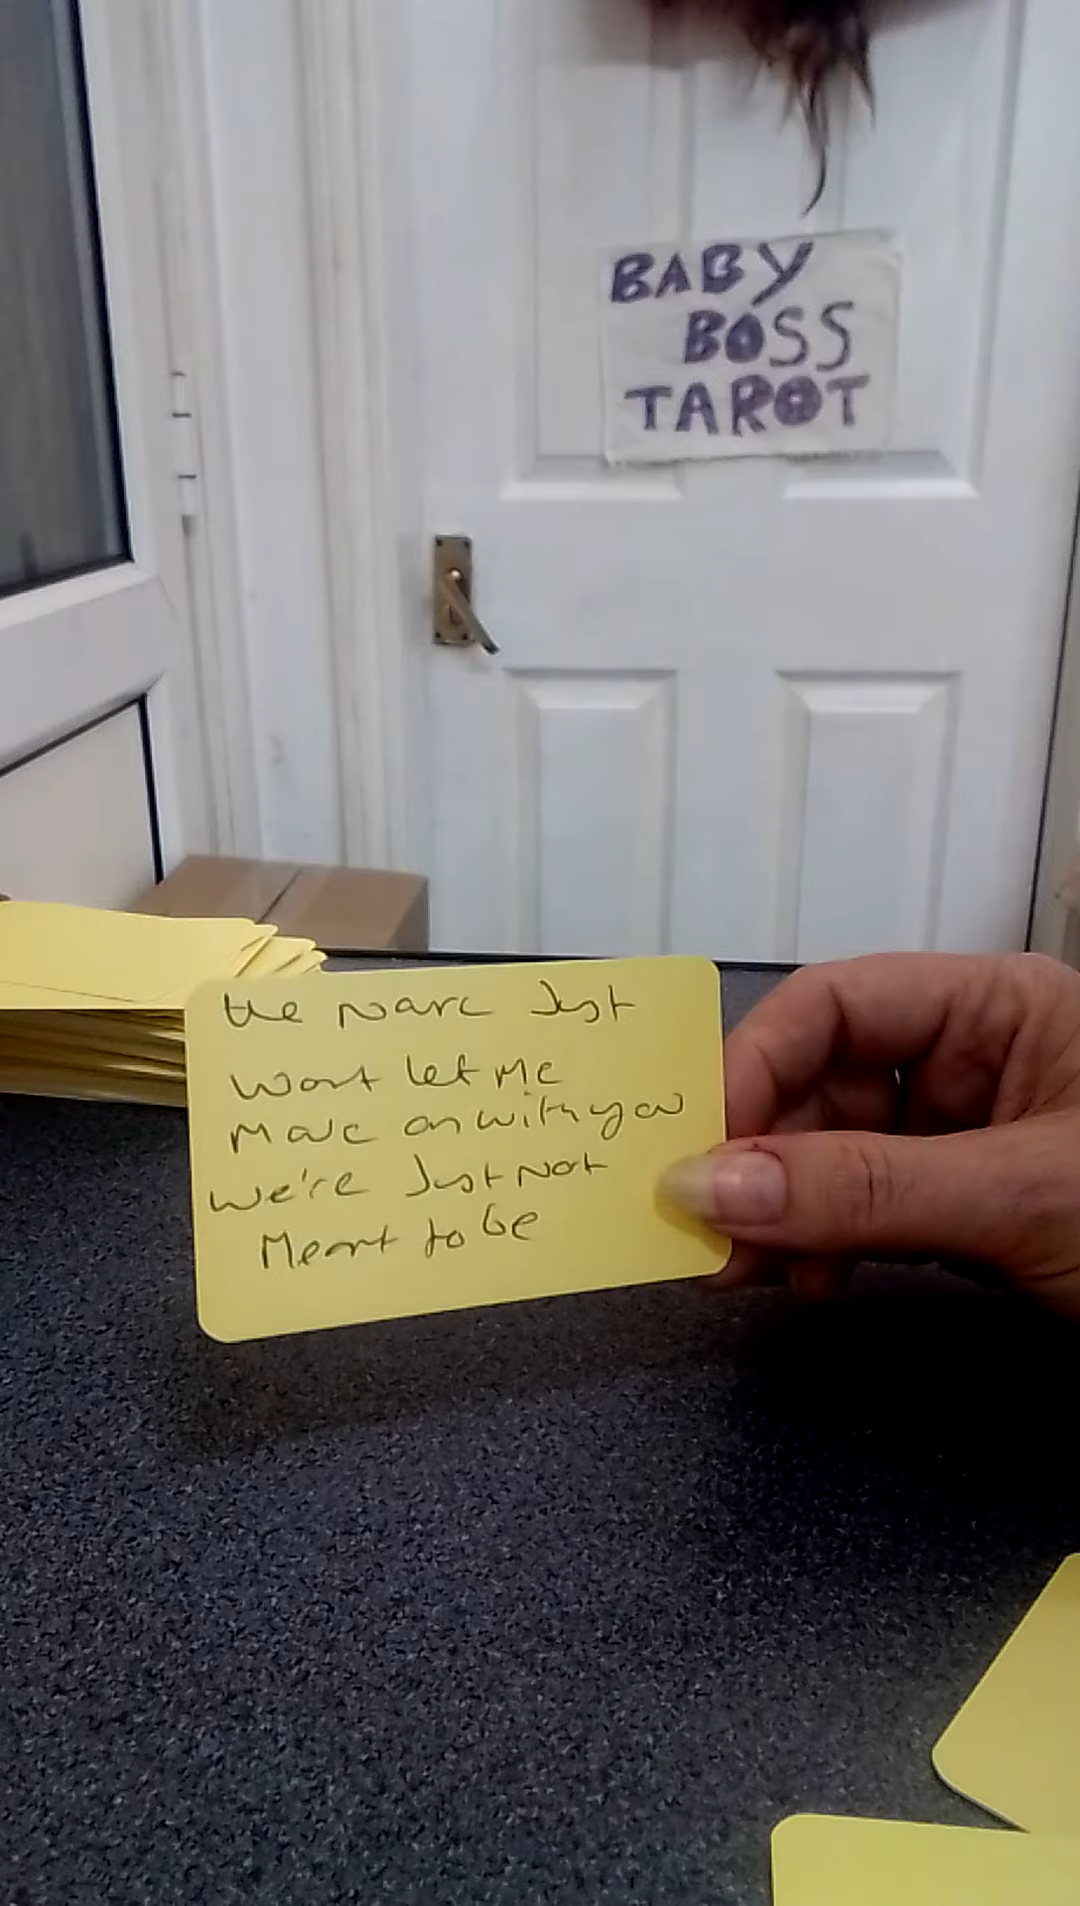 BABY
BOSS
TAROT
the narc Just
wont let Me
Move on with you
we're Just Not
Meant to be